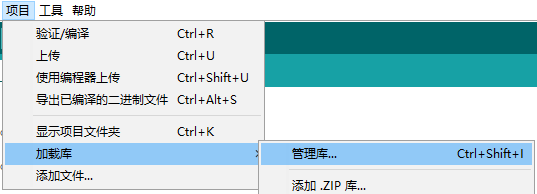 项目 工具 帮助
验证/编译 Ctrl+R
上传 Ctrl+U
使用编程器上传 Ctrl+Shift+U
导出已编译的二进制文件 Ctrl+Alt+S
显示项目文件夹 Ctrl+K
加载库 管理库... Ctrl+Shift+I
添加文件... 添加 .ZIP 库...